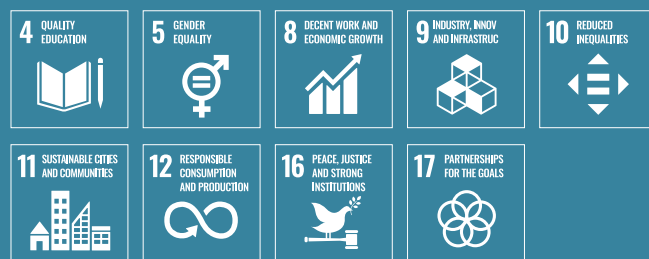 4 QUALITY
EDUCATION
5 GENDER
EQUALITY
8 DECENT WORK AND
ECONOMIC GROWTH
9 INDUSTRY, INNOV
AND INFRASTRUC
10 REDUCED
INEQUALITIES
11 SUSTAINABLE CITIES
AND COMMUNITIES
12 RESPONSIBLE
CONSUMPTION
AND PRODUCTION
16 PEACE, JUSTICE
AND STRONG
INSTITUTIONS
17 PARTNERSHIPS
FOR THE GOALS